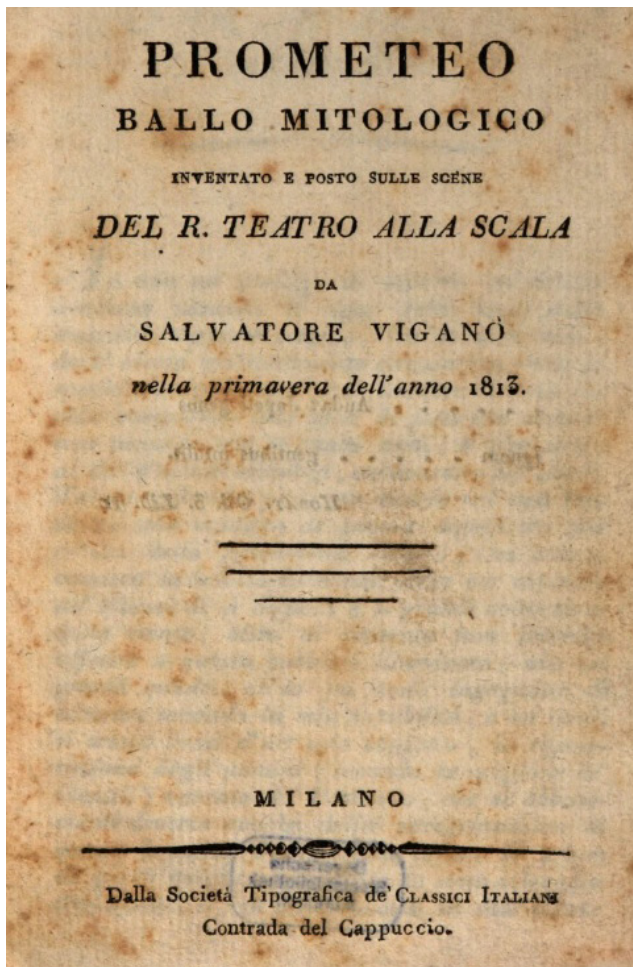 PROMETEO
BALLO MITOLOGICO
INVENTATO E POSTO SULLE SCENE
DEL R. TEATRO ALLA SCALA
DA
SALVATORE VIGANÒ
nella primavera dell'anno 1813.
MILANO
Dalla Società Tipografica de' CLASSICI ITALIANI
Contrada del Cappuccio.